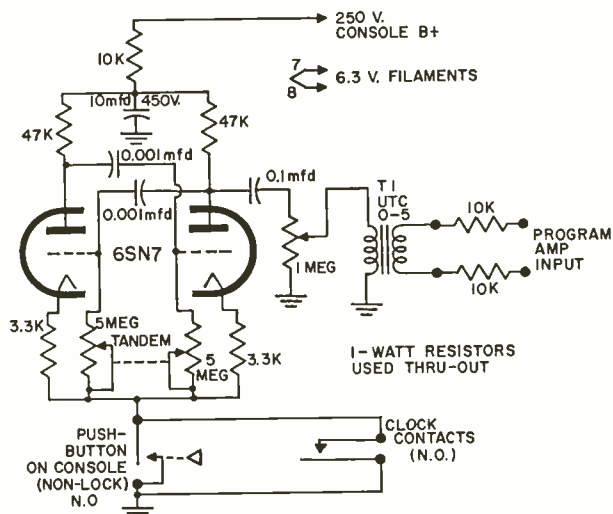 250 V.
CONSOLE B+
10K
7
8
6.3 V. FILAMENTS
10mfd 450V.
47K
47K
0.001mfd
0.001mfd
0.1mfd
6SN7
1 MEG
T1
UTC
O-5
10K
10K
PROGRAM
AMP
INPUT
3.3K
5MEG
TANDEM
5
MEG
3.3K
1-WATT RESISTORS
USED THRU-OUT
PUSH-
BUTTON
ON CONSOLE
(NON-LOCK)
N.O
CLOCK
CONTACTS
(N.O.)